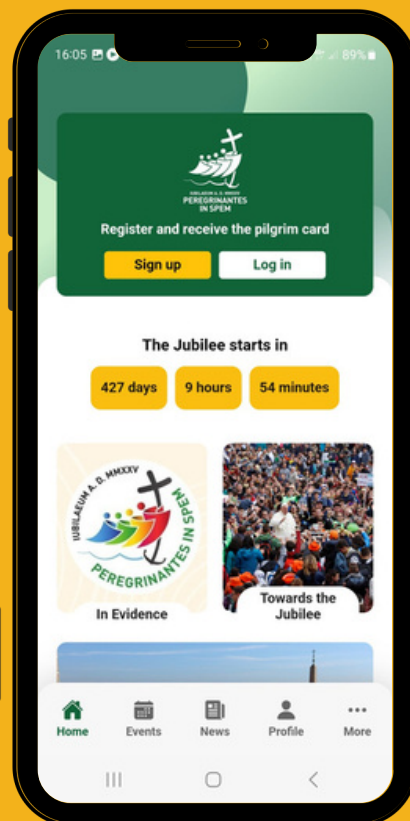 16:05
89%
IUBILAEUM A. D. MMXXV
PEREGRINANTES
IN SPEM
Register and receive the pilgrim card
Sign up
Log in
The Jubilee starts in
427 days
9 hours
54 minutes
IUBILAEUM A. D. MMXXV
PEREGRINANTES IN SPEM
In Evidence
Towards the
Jubilee
Home
Events
News
Profile
More